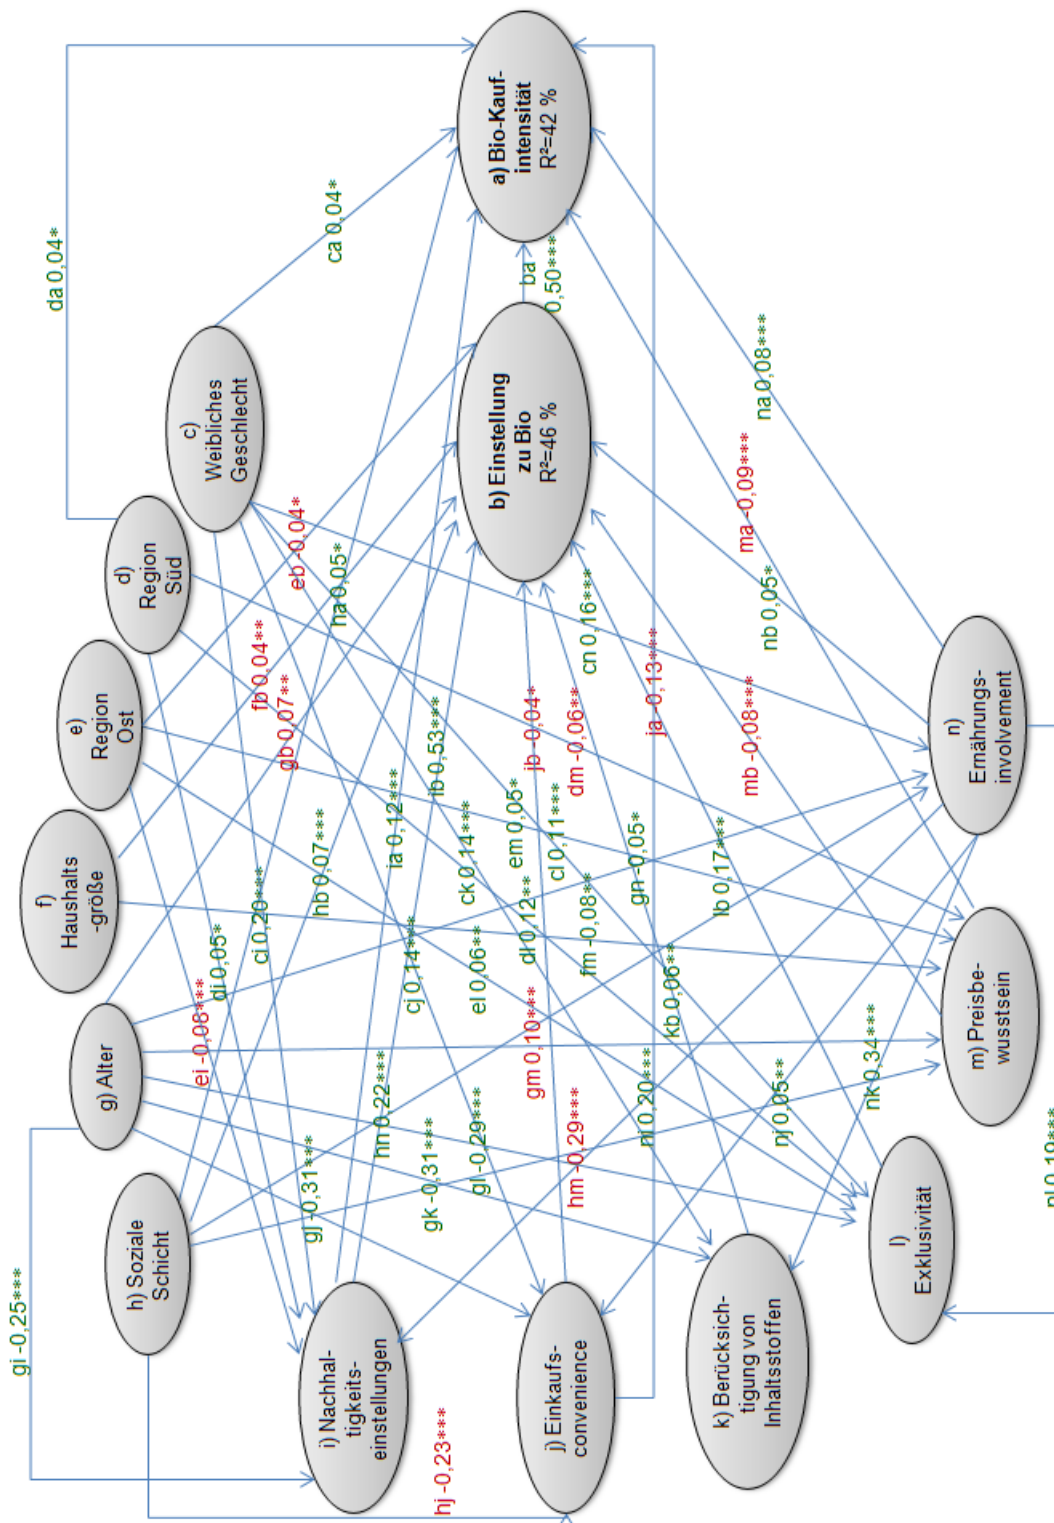 gi -0,25***
da 0,04*
h) Soziale
Schicht
g) Alter
f)
Haushalts
-größe
e)
Region
Ost
d)
Region
Süd
c)
Weibliches
Geschlecht
ca 0,04*
ei -0,08***
di 0,05*
ci 0,20***
fb 0,04**
gb 0,07**
eb -0,04*
ha 0,05*
hb 0,07***
gj -0,31***
i) Nachhal-
tigkeits-
einstellungen
hn 0,22***
ia 0,12***
cj 0,14***
ib 0,53***
hj -0,23***
gk -0,31***
ck 0,14***
el 0,06**
gl -0,29***
em 0,05*
b) Einstellung
zu Bio
R²=46 %
ba
0,50***
a) Bio-Kauf-
intensität
R²=42 %
gm 0,10***
dl 0,12**
jb -0,04*
cl 0,11***
dm -0,06**
hm -0,29***
fm -0,08**
cn 0,16***
j) Einkaufs-
convenience
ni 0,20***
gn -0,05*
ja -0,13***
kb 0,06**
lb 0,17***
mb -0,08***
ma -0,09***
nb 0,05*
na 0,08***
k) Berücksich-
tigung von
Inhaltsstoffen
nj 0,05**
nk 0,34***
l)
Exklusivität
m) Preisbe-
wusstsein
n)
Ernährungs-
involvement
nl 0,19***